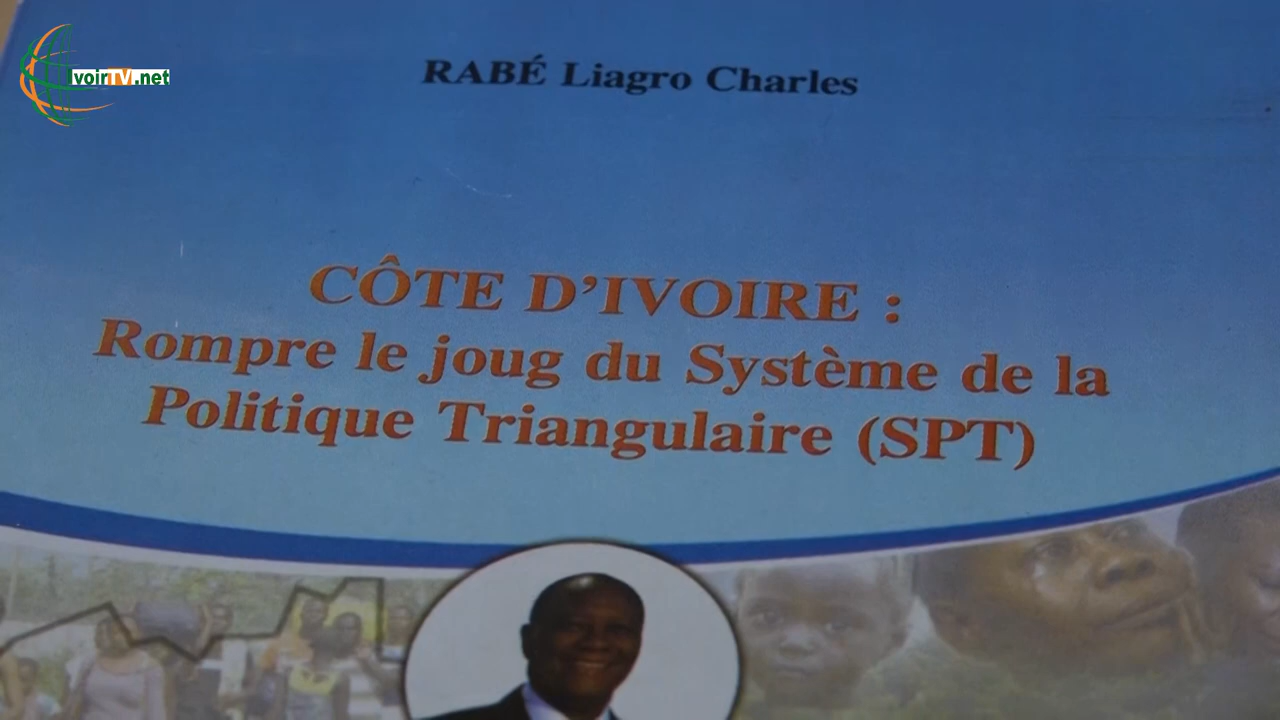 IvoirTV.net
RABÉ Liagro Charles
CÔTE D'IVOIRE :
Rompre le joug du Système de la
Politique Triangulaire (SPT)